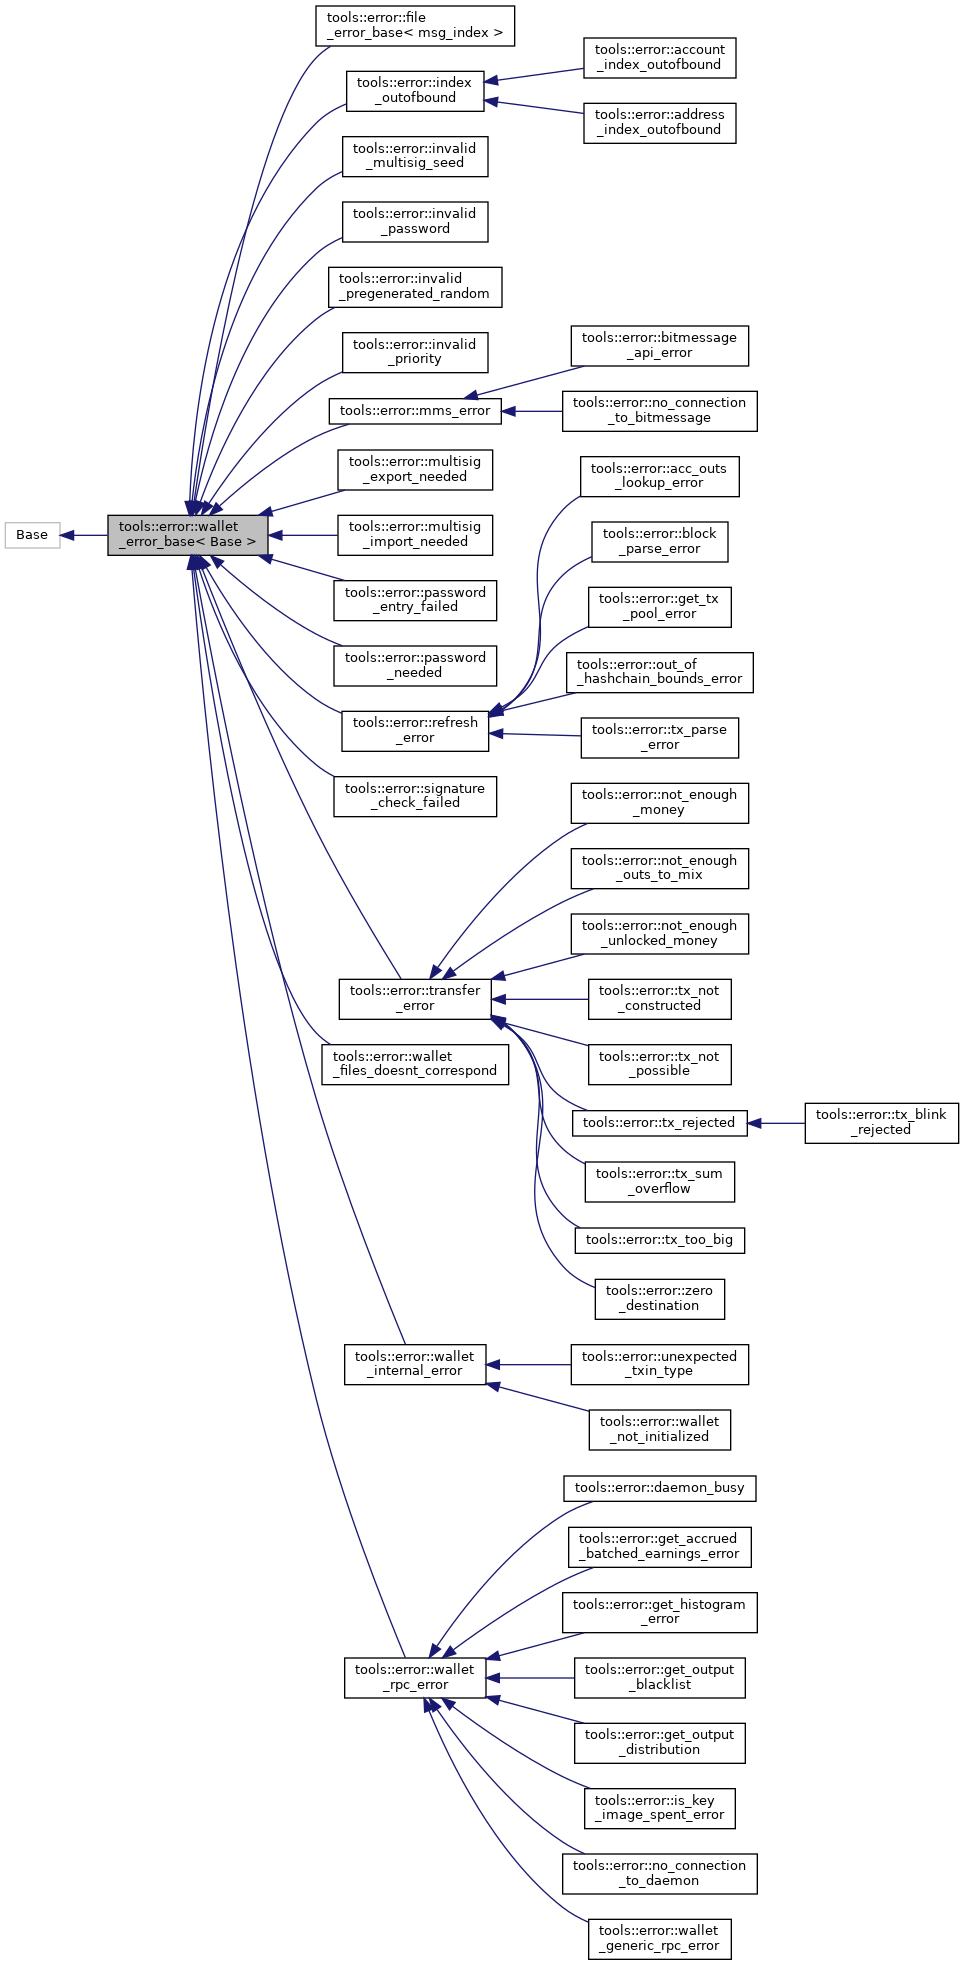 Base
tools::error::wallet
_error_base< Base >
tools::error::file
_error_base< msg_index >
tools::error::index
_outofbound
tools::error::account
_index_outofbound
tools::error::address
_index_outofbound
tools::error::invalid
_multisig_seed
tools::error::invalid
_password
tools::error::invalid
_pregenerated_random
tools::error::invalid
_priority
tools::error::mms_error
tools::error::bitmessage
_api_error
tools::error::no_connection
_to_bitmessage
tools::error::multisig
_export_needed
tools::error::multisig
_import_needed
tools::error::password
_entry_failed
tools::error::password
_needed
tools::error::refresh
_error
tools::error::acc_outs
_lookup_error
tools::error::block
_parse_error
tools::error::get_tx
_pool_error
tools::error::out_of
_hashchain_bounds_error
tools::error::tx_parse
_error
tools::error::signature
_check_failed
tools::error::transfer
_error
tools::error::not_enough
_money
tools::error::not_enough
_outs_to_mix
tools::error::not_enough
_unlocked_money
tools::error::tx_not
_constructed
tools::error::tx_not
_possible
tools::error::tx_rejected
tools::error::tx_blink
_rejected
tools::error::tx_sum
_overflow
tools::error::tx_too_big
tools::error::zero
_destination
tools::error::wallet
_files_doesnt_correspond
tools::error::wallet
_internal_error
tools::error::unexpected
_txin_type
tools::error::wallet
_not_initialized
tools::error::wallet
_rpc_error
tools::error::daemon_busy
tools::error::get_accrued
_batched_earnings_error
tools::error::get_histogram
_error
tools::error::get_output
_blacklist
tools::error::get_output
_distribution
tools::error::is_key
_image_spent_error
tools::error::no_connection
_to_daemon
tools::error::wallet
_generic_rpc_error